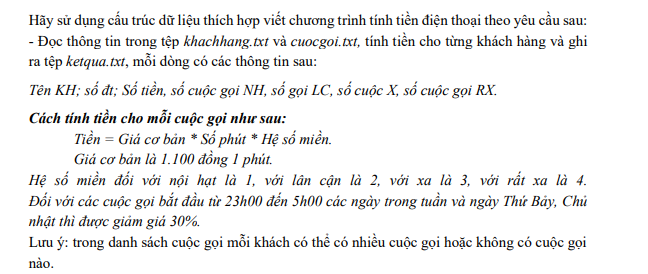 Hãy sử dụng cấu trúc dữ liệu thích hợp viết chương trình tính tiền điện thoại theo yêu cầu sau:
- Đọc thông tin trong tệp khachhang.txt và cuocgoi.txt, tính tiền cho từng khách hàng và ghi
ra tệp ketqua.txt, mỗi dòng có các thông tin sau:
Tên KH; số đt; Số tiền, số cuộc gọi NH, số gọi LC, số cuộc X, số cuộc gọi RX.
Cách tính tiền cho mỗi cuộc gọi như sau:
Tiền = Giá cơ bản * Số phút * Hệ số miền.
Giá cơ bản là 1.100 đồng 1 phút.
Hệ số miền đối với nội hạt là 1, với lân cận là 2, với xa là 3, với rất xa là 4.
Đối với các cuộc gọi bắt đầu từ 23h00 đến 5h00 các ngày trong tuần và ngày Thứ Bảy, Chủ
nhật thì được giảm giá 30%.
Lưu ý: trong danh sách cuộc gọi mỗi khách có thể có nhiều cuộc gọi hoặc không có cuộc gọi
nào.